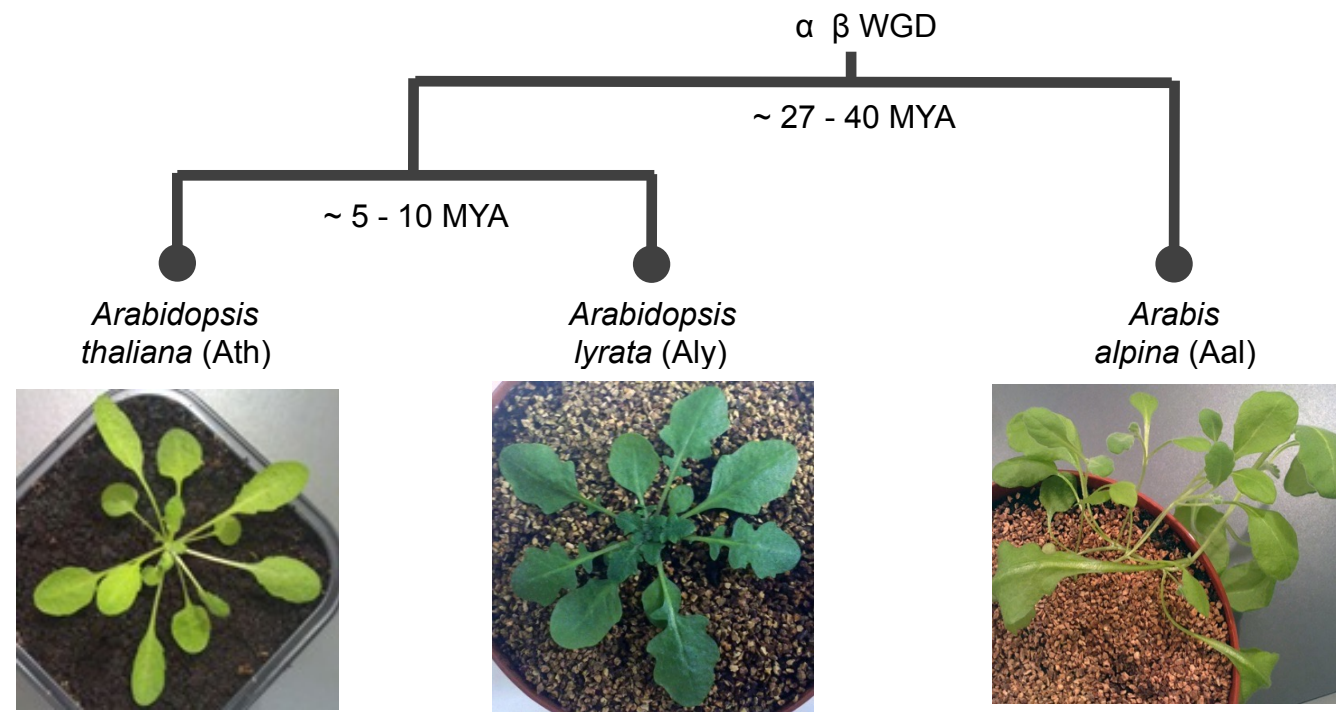 α β WGD
~ 27 - 40 MYA
~ 5 - 10 MYA
Arabidopsis
thaliana (Ath)
Arabidopsis
lyrata (Aly)
Arabis
alpina (Aal)